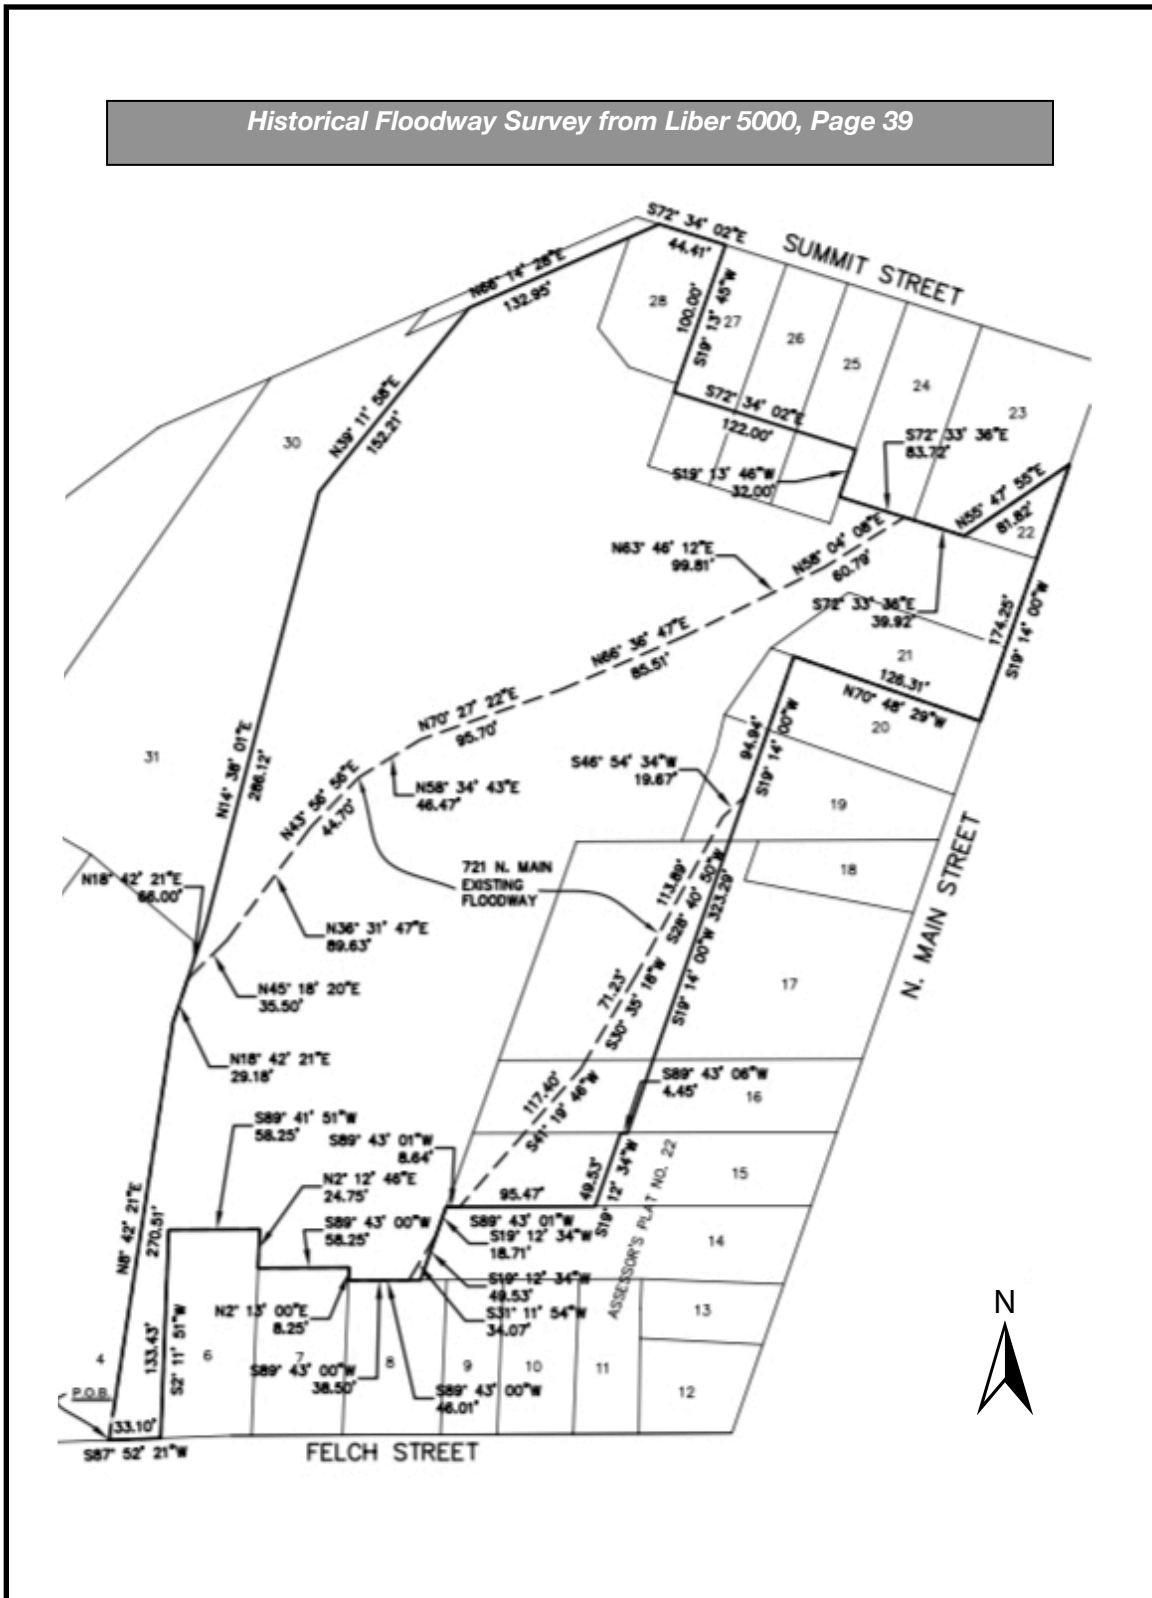 Historical Floodway Survey from Liber 5000, Page 39
S72° 34' 02"E
44.41'
SUMMIT STREET
N66° 14' 28"E
132.95'
28
100.00'
S19° 13' 45"W
27
26
25
24
23
N39° 11' 58"E
152.21'
30
S72° 34' 02"E
122.00'
S72° 33' 36"E
83.72'
S19° 13' 46"W
32.00'
N55° 47' 55"E
81.82'
22
N63° 46' 12"E
99.81'
N58° 04' 08"E
60.79'
S72° 33' 36"E
39.92'
174.25'
S19° 14' 00"W
N66° 36' 47"E
85.51'
21
126.31'
N70° 48' 29"W
20
N70° 27' 22"E
95.70'
94.94'
S19° 14' 00"W
31
N14° 38' 01"E
286.12'
S46° 54' 34"W
19.67'
N58° 34' 43"E
46.47'
N43° 56' 56"E
44.70'
19
18
N. MAIN STREET
721 N. MAIN
EXISTING
FLOODWAY
113.89'
S28° 40' 50"W
S19° 14' 00"W 323.29'
N18° 42' 21"E
66.00'
N36° 31' 47"E
89.63'
N45° 18' 20"E
35.50'
71.23'
S30° 35' 18"W
17
N18° 42' 21"E
29.18'
117.40'
S41° 19' 46"W
S89° 43' 06"W
4.45'
16
S89° 41' 51"W
58.25'
S89° 43' 01"W
8.64'
N2° 12' 46"E
24.75'
49.53'
S19° 12' 34"W
15
95.47'
S89° 43' 01"W
S89° 43' 00"W
58.25'
S19° 12' 34"W
18.71'
14
N8° 42' 21"E
270.51'
S19° 12' 34"W
49.53'
ASSESSOR'S PLAT NO. 22
N2° 13' 00"E
8.25'
S31° 11' 54"W
34.07'
13
N
133.43'
S2° 11' 51"W
4
6
7
8
9
10
11
12
S89° 43' 00"W
38.50'
S89° 43' 00"W
46.01'
P.O.B.
33.10'
S87° 52' 21"W
FELCH STREET